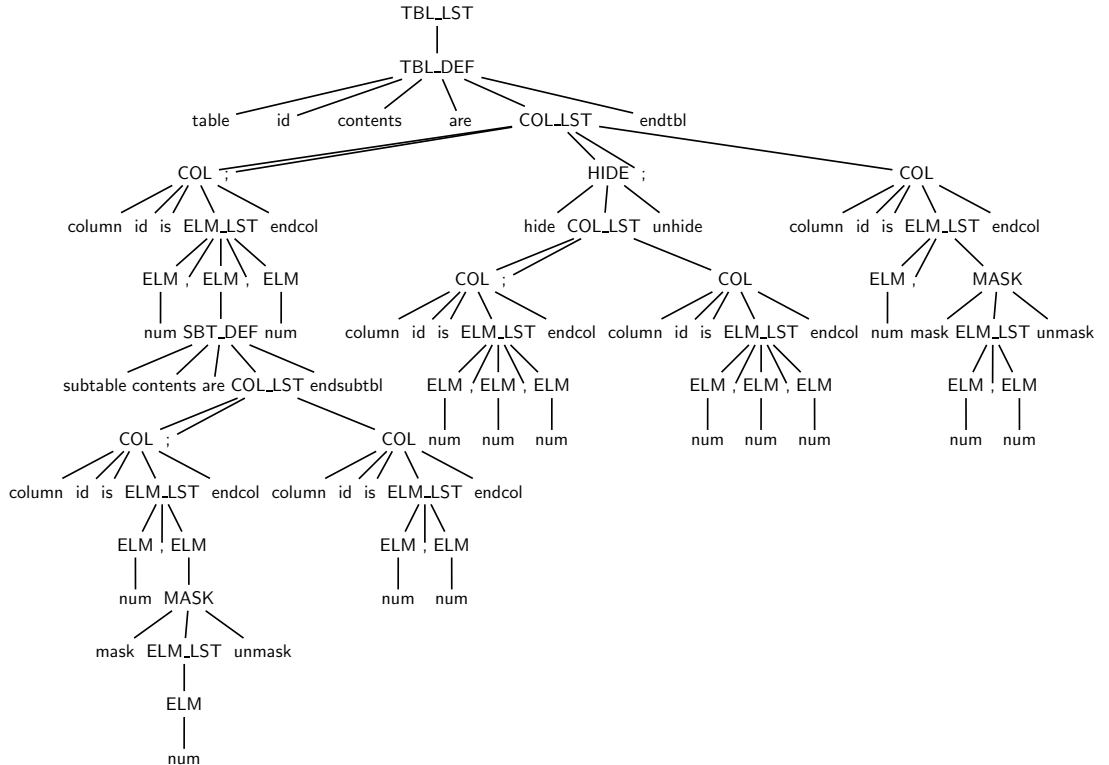 TBL_LST
TBL_DEF
table id contents are COL_LST endtbl
COL ; HIDE ; COL
column id is ELM_LST endcol hide COL_LST unhide column id is ELM_LST endcol
ELM , ELM , ELM COL ; COL ELM , MASK
num SBT_DEF num column id is ELM_LST endcol column id is ELM_LST endcol num mask ELM_LST unmask
subtable contents are COL_LST endsubtbl ELM , ELM , ELM ELM , ELM , ELM ELM , ELM
COL ; COL num num num num num num num num
column id is ELM_LST endcol column id is ELM_LST endcol
ELM , ELM ELM , ELM
num MASK num num
mask ELM_LST unmask
ELM
num